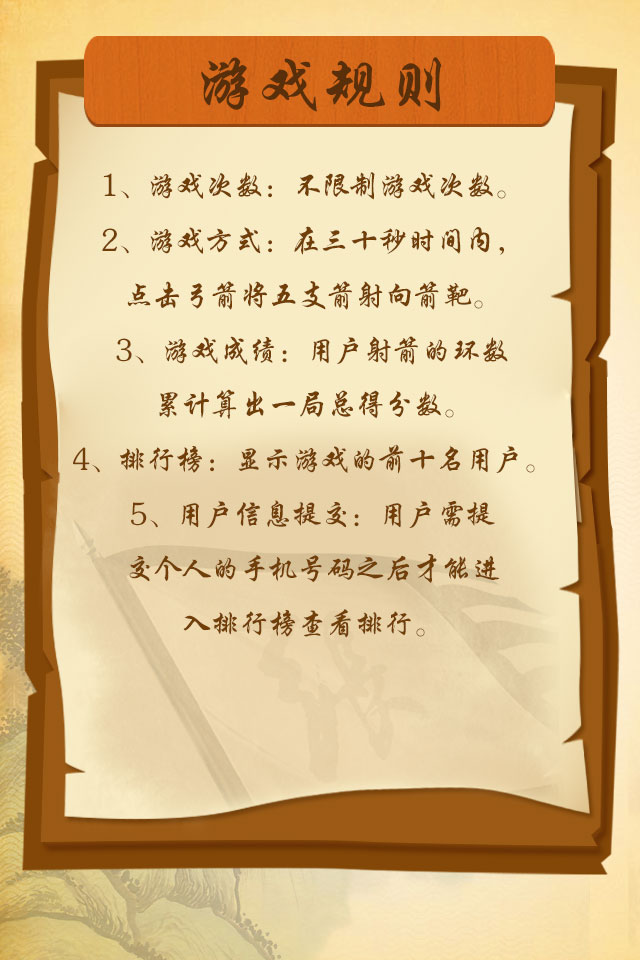 游戏规则
1、游戏次数：不限制游戏次数。
2、游戏方式：在三十秒时间内，
点击弓箭将五支箭射向箭靶。
3、游戏成绩：用户射箭的环数
累计算出一局总得分数。
4、排行榜：显示游戏的前十名用户。
5、用户信息提交：用户需提
交个人的手机号码之后才能进
入排行榜查看排行。